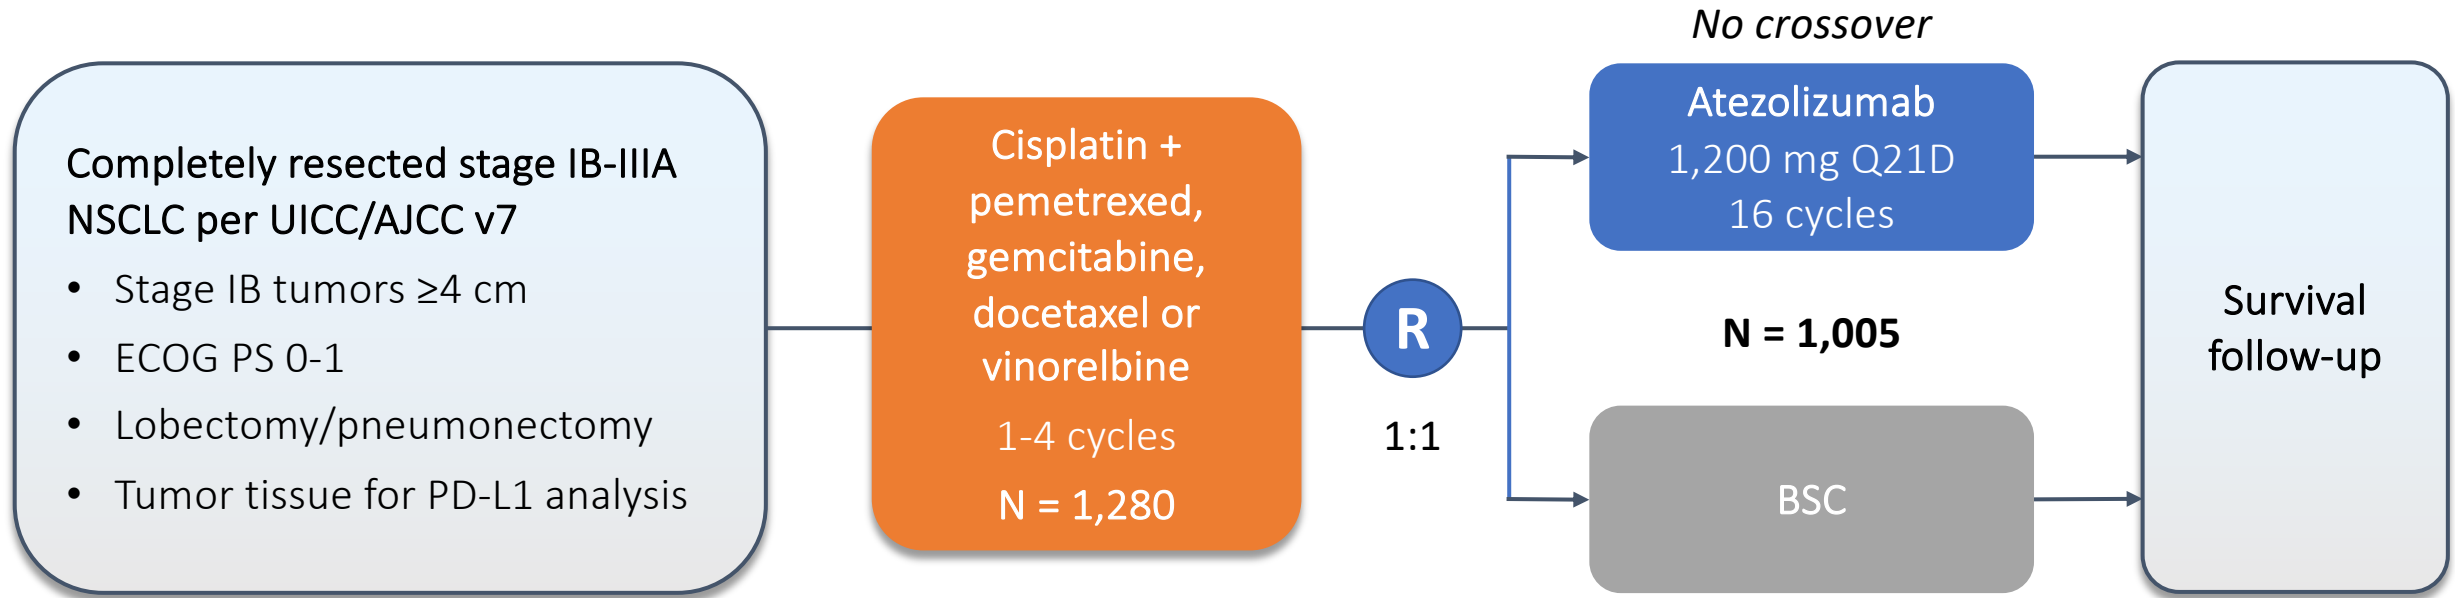 Completely resected stage IB-IIIA
NSCLC per UICC/AJCC v7
• Stage IB tumors ≥4 cm
• ECOG PS 0-1
• Lobectomy/pneumonectomy
• Tumor tissue for PD-L1 analysis
Cisplatin +
pemetrexed,
gemcitabine,
docetaxel or
vinorelbine
1-4 cycles
N = 1,280
R
1:1
No crossover
Atezolizumab
1,200 mg Q21D
16 cycles
N = 1,005
BSC
Survival
follow-up